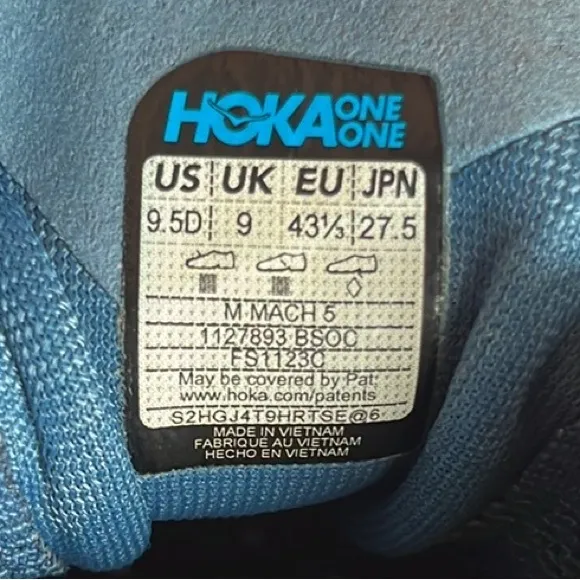 HOKA ONE ONE
US UK EU JPN
9.5D 9 43⅓ 27.5
M MACH 5
1127893 BSOC
FS1123C
May be covered by Pat:
www.hoka.com/patents
S2HGJ4T9HRTSE@6
MADE IN VIETNAM
FABRIQUE AU VIETNAM
HECHO EN VIETNAM